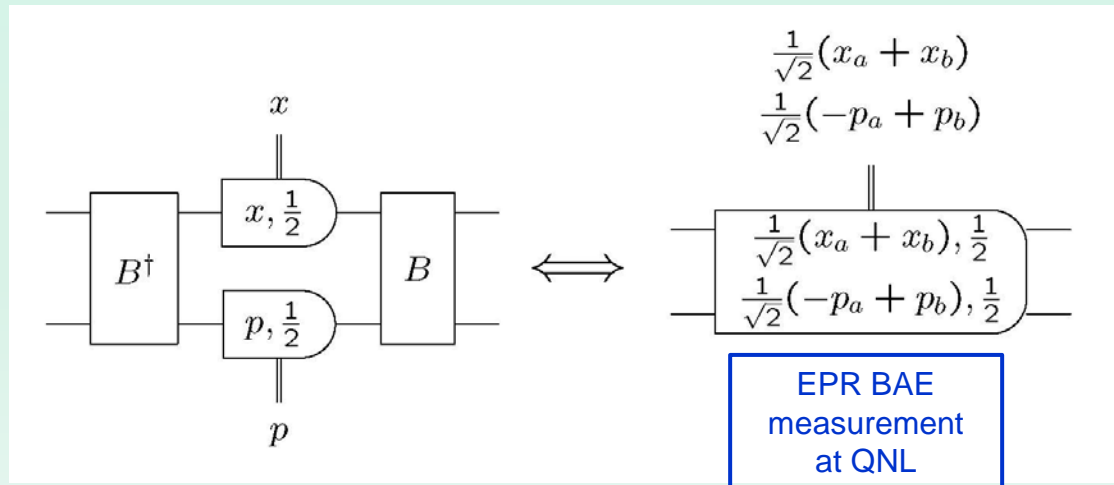 x
x, 1/2
B†
B
p, 1/2
p
⟺
1/√2(x_a + x_b)
1/√2(−p_a + p_b)
1/√2(x_a + x_b), 1/2
1/√2(−p_a + p_b), 1/2
EPR BAE
measurement
at QNL